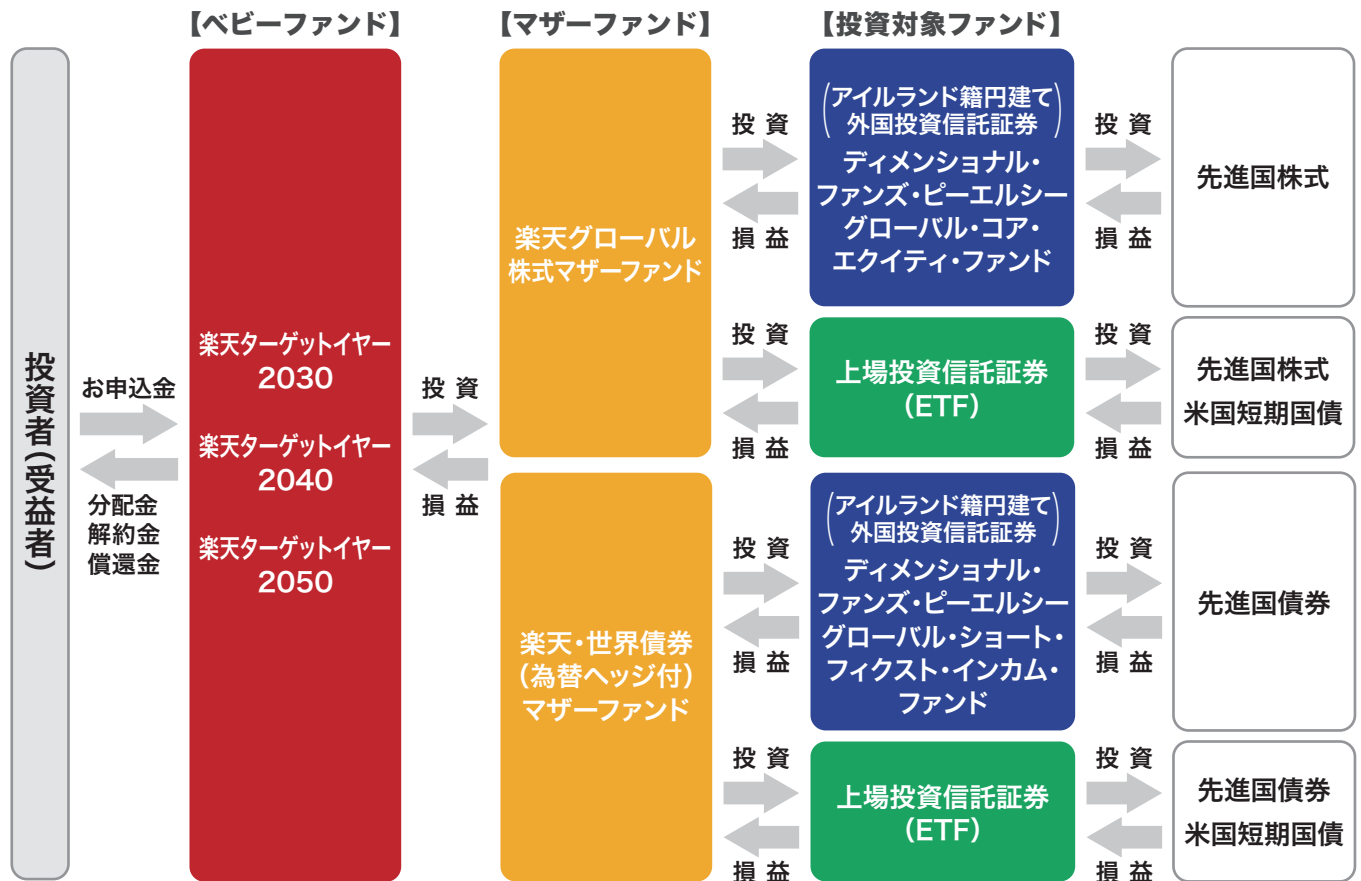 【ベビーファンド】
【マザーファンド】
【投資対象ファンド】
投資者(受益者)
お申込金
分配金
解約金
償還金
楽天ターゲットイヤー
2030
楽天ターゲットイヤー
2040
楽天ターゲットイヤー
2050
投 資
損 益
楽天グローバル
株式マザーファンド
投 資
損 益
(アイルランド籍円建て
外国投資信託証券)
ディメンショナル・
ファンズ・ピーエルシー
グローバル・コア・
エクイティ・ファンド
投 資
損 益
先進国株式
投 資
損 益
上場投資信託証券
(ETF)
投 資
損 益
先進国株式
米国短期国債
楽天・世界債券
(為替ヘッジ付)
マザーファンド
投 資
損 益
(アイルランド籍円建て
外国投資信託証券)
ディメンショナル・
ファンズ・ピーエルシー
グローバル・ショート・
フィクスト・インカム・
ファンド
投 資
損 益
先進国債券
投 資
損 益
上場投資信託証券
(ETF)
投 資
損 益
先進国債券
米国短期国債